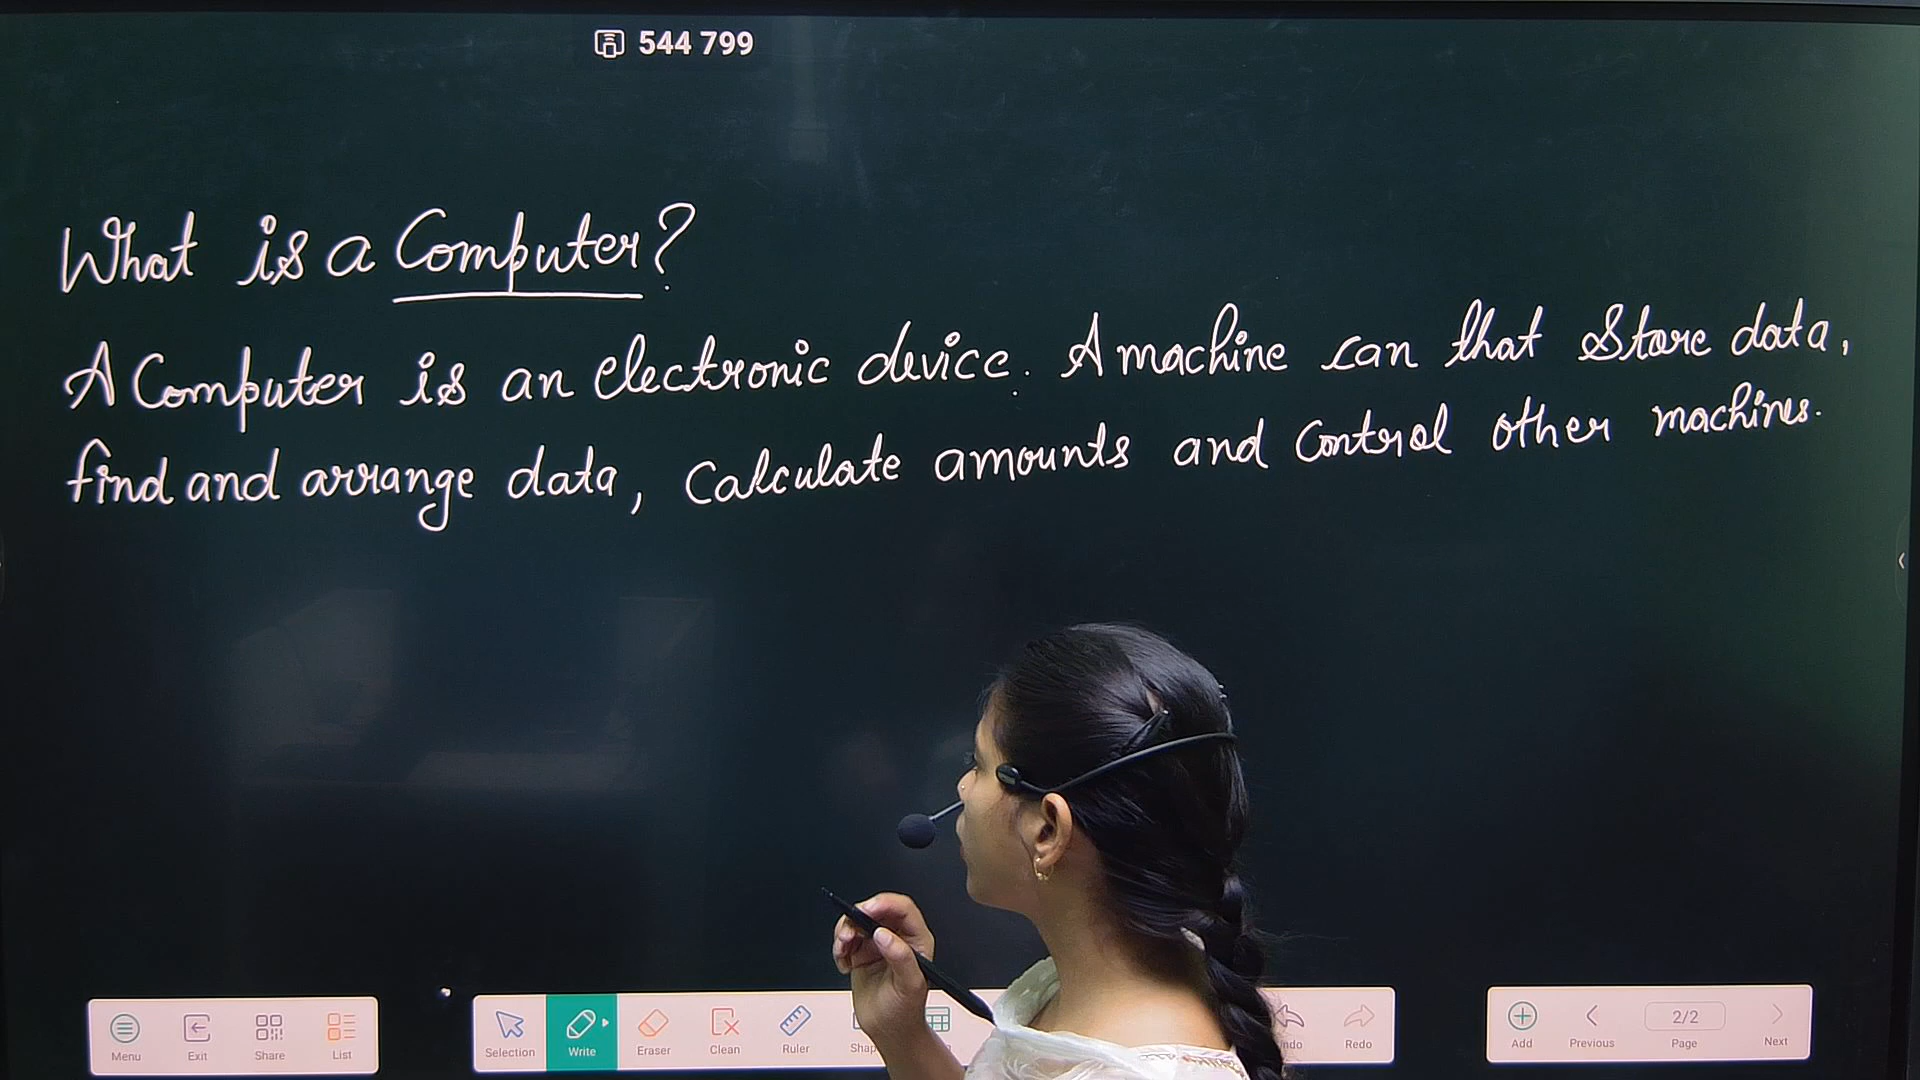 544 799
What is a Computer?
A Computer is an electronic device. A machine can that Store data,
find and arrange data, Calculate amounts and Control other machines.
Menu Exit Share List Selection Write Eraser Clean Ruler Redo Add Previous 2/2 Page Next